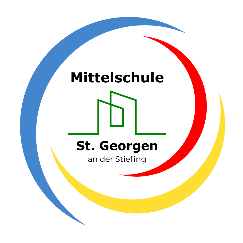 Mittelschule
St. Georgen
an der Stiefing